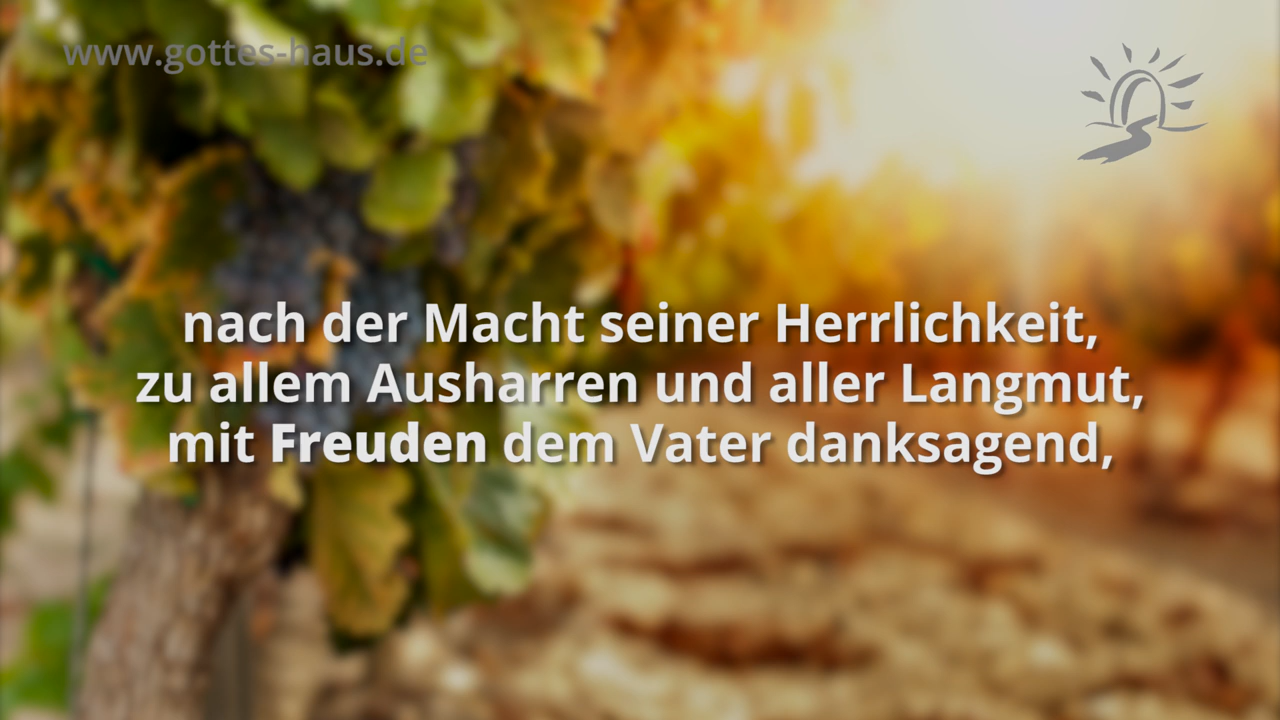 www.gottes-haus.de
nach der Macht seiner Herrlichkeit,
zu allem Ausharren und aller Langmut,
mit Freuden dem Vater danksagend,